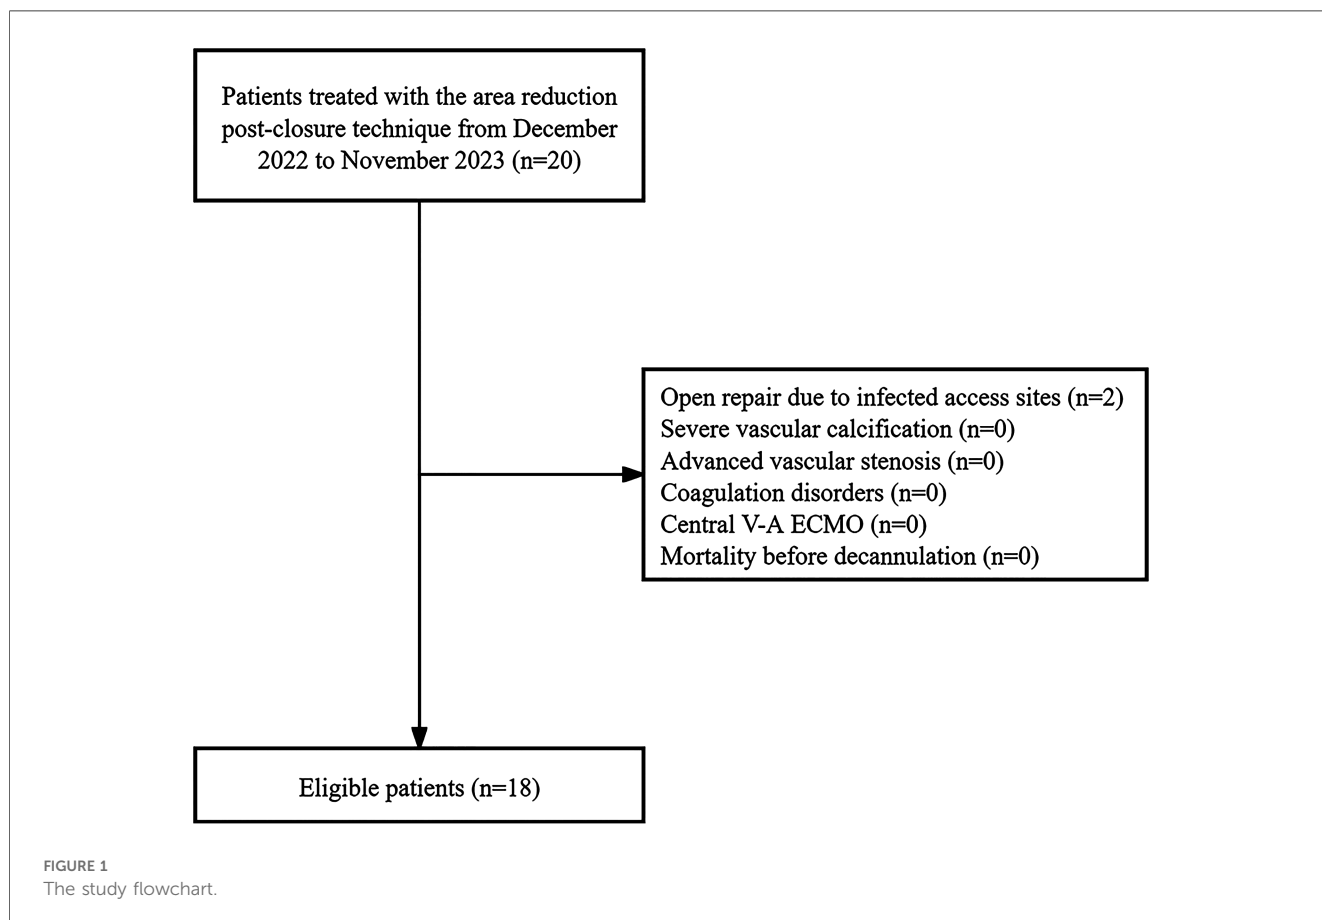 Patients treated with the area reduction
post-closure technique from December
2022 to November 2023 (n=20)
Open repair due to infected access sites (n=2)
Severe vascular calcification (n=0)
Advanced vascular stenosis (n=0)
Coagulation disorders (n=0)
Central V-A ECMO (n=0)
Mortality before decannulation (n=0)
Eligible patients (n=18)
FIGURE 1
The study flowchart.